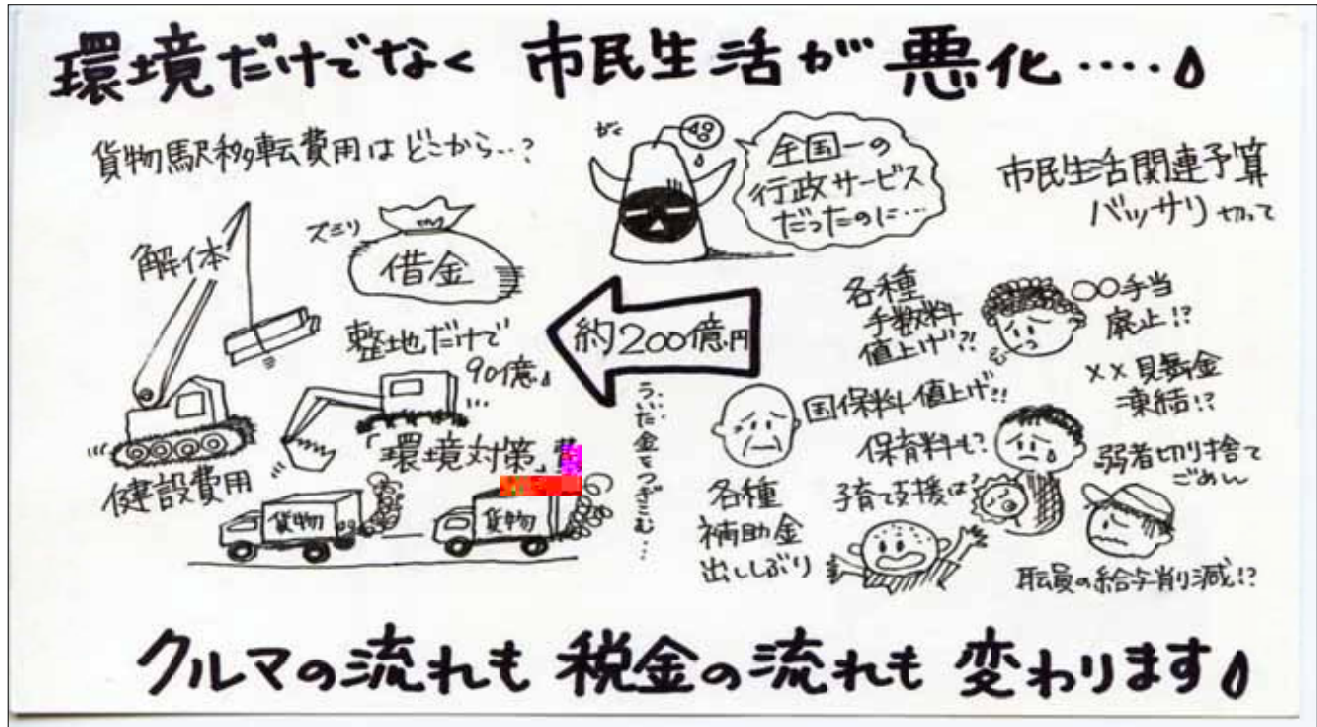 環境だけでなく 市民生活が 悪化‥‥
貨物駅移転費用は どこから‥?
解体
ズシリ
借金
整地だけで
90億
「環境対策」費
建設費用
貨物
貨物
全国一の
行政サービス
だったのに…
約200億円
ういた金をつぎこむ…
市民生活関連予算
バッサリ 切って
各種
手数料
値上げ?!
○○手当
廃止!?
××見舞金
凍結!?
国保料値上げ!!
保育料も?
子育て支援は?
弱者切り捨て
ごめん
各種
補助金
出ししぶり
職員の給与削減!?
クルマの流れも 税金の流れも 変わります